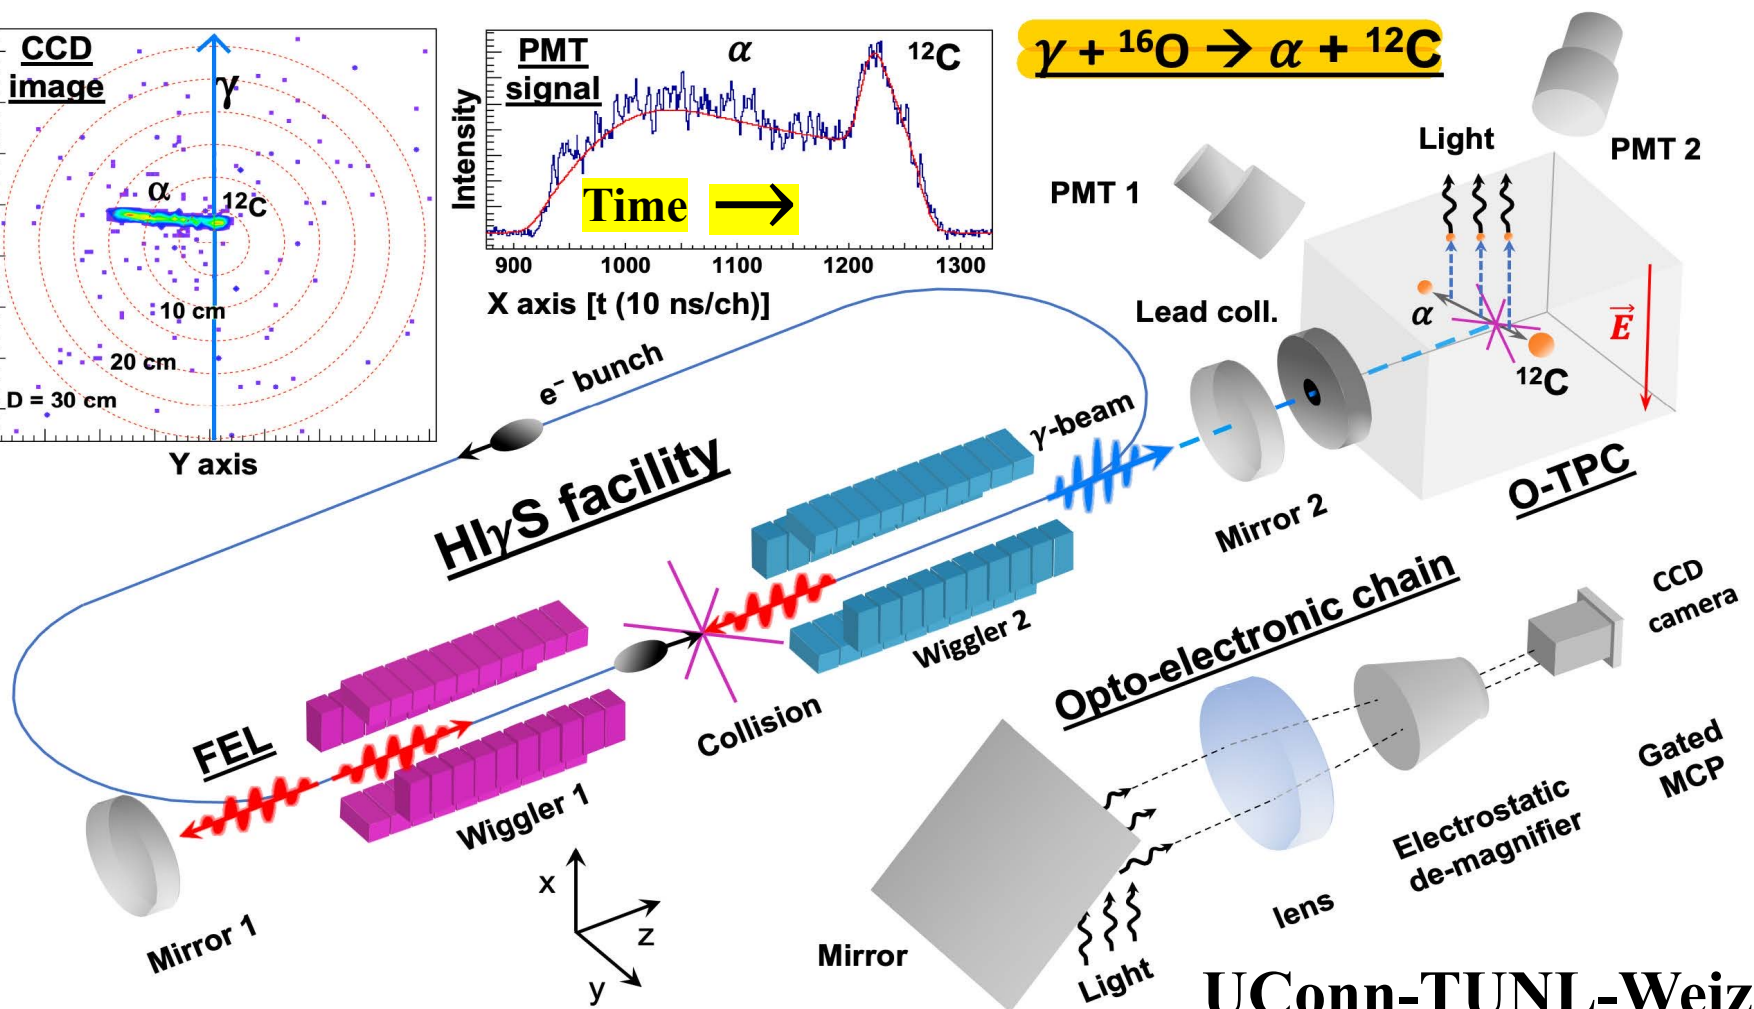 CCD
image
γ
α
¹²C
10 cm
20 cm
D = 30 cm
Y axis
PMT
signal
α
¹²C
Intensity
Time →
900 1000 1100 1200 1300
X axis [t (10 ns/ch)]
γ + ¹⁶O → α + ¹²C
PMT 1
Light
PMT 2
Lead coll.
α
¹²C
E
O-TPC
Mirror 2
e⁻ bunch
γ-beam
HIγS facility
Wiggler 2
Collision
FEL
Wiggler 1
Mirror 1
x
z
y
Opto-electronic chain
CCD
camera
Gated
MCP
Electrostatic
de-magnifier
lens
Mirror
Light
UConn-TUNL-Weiz